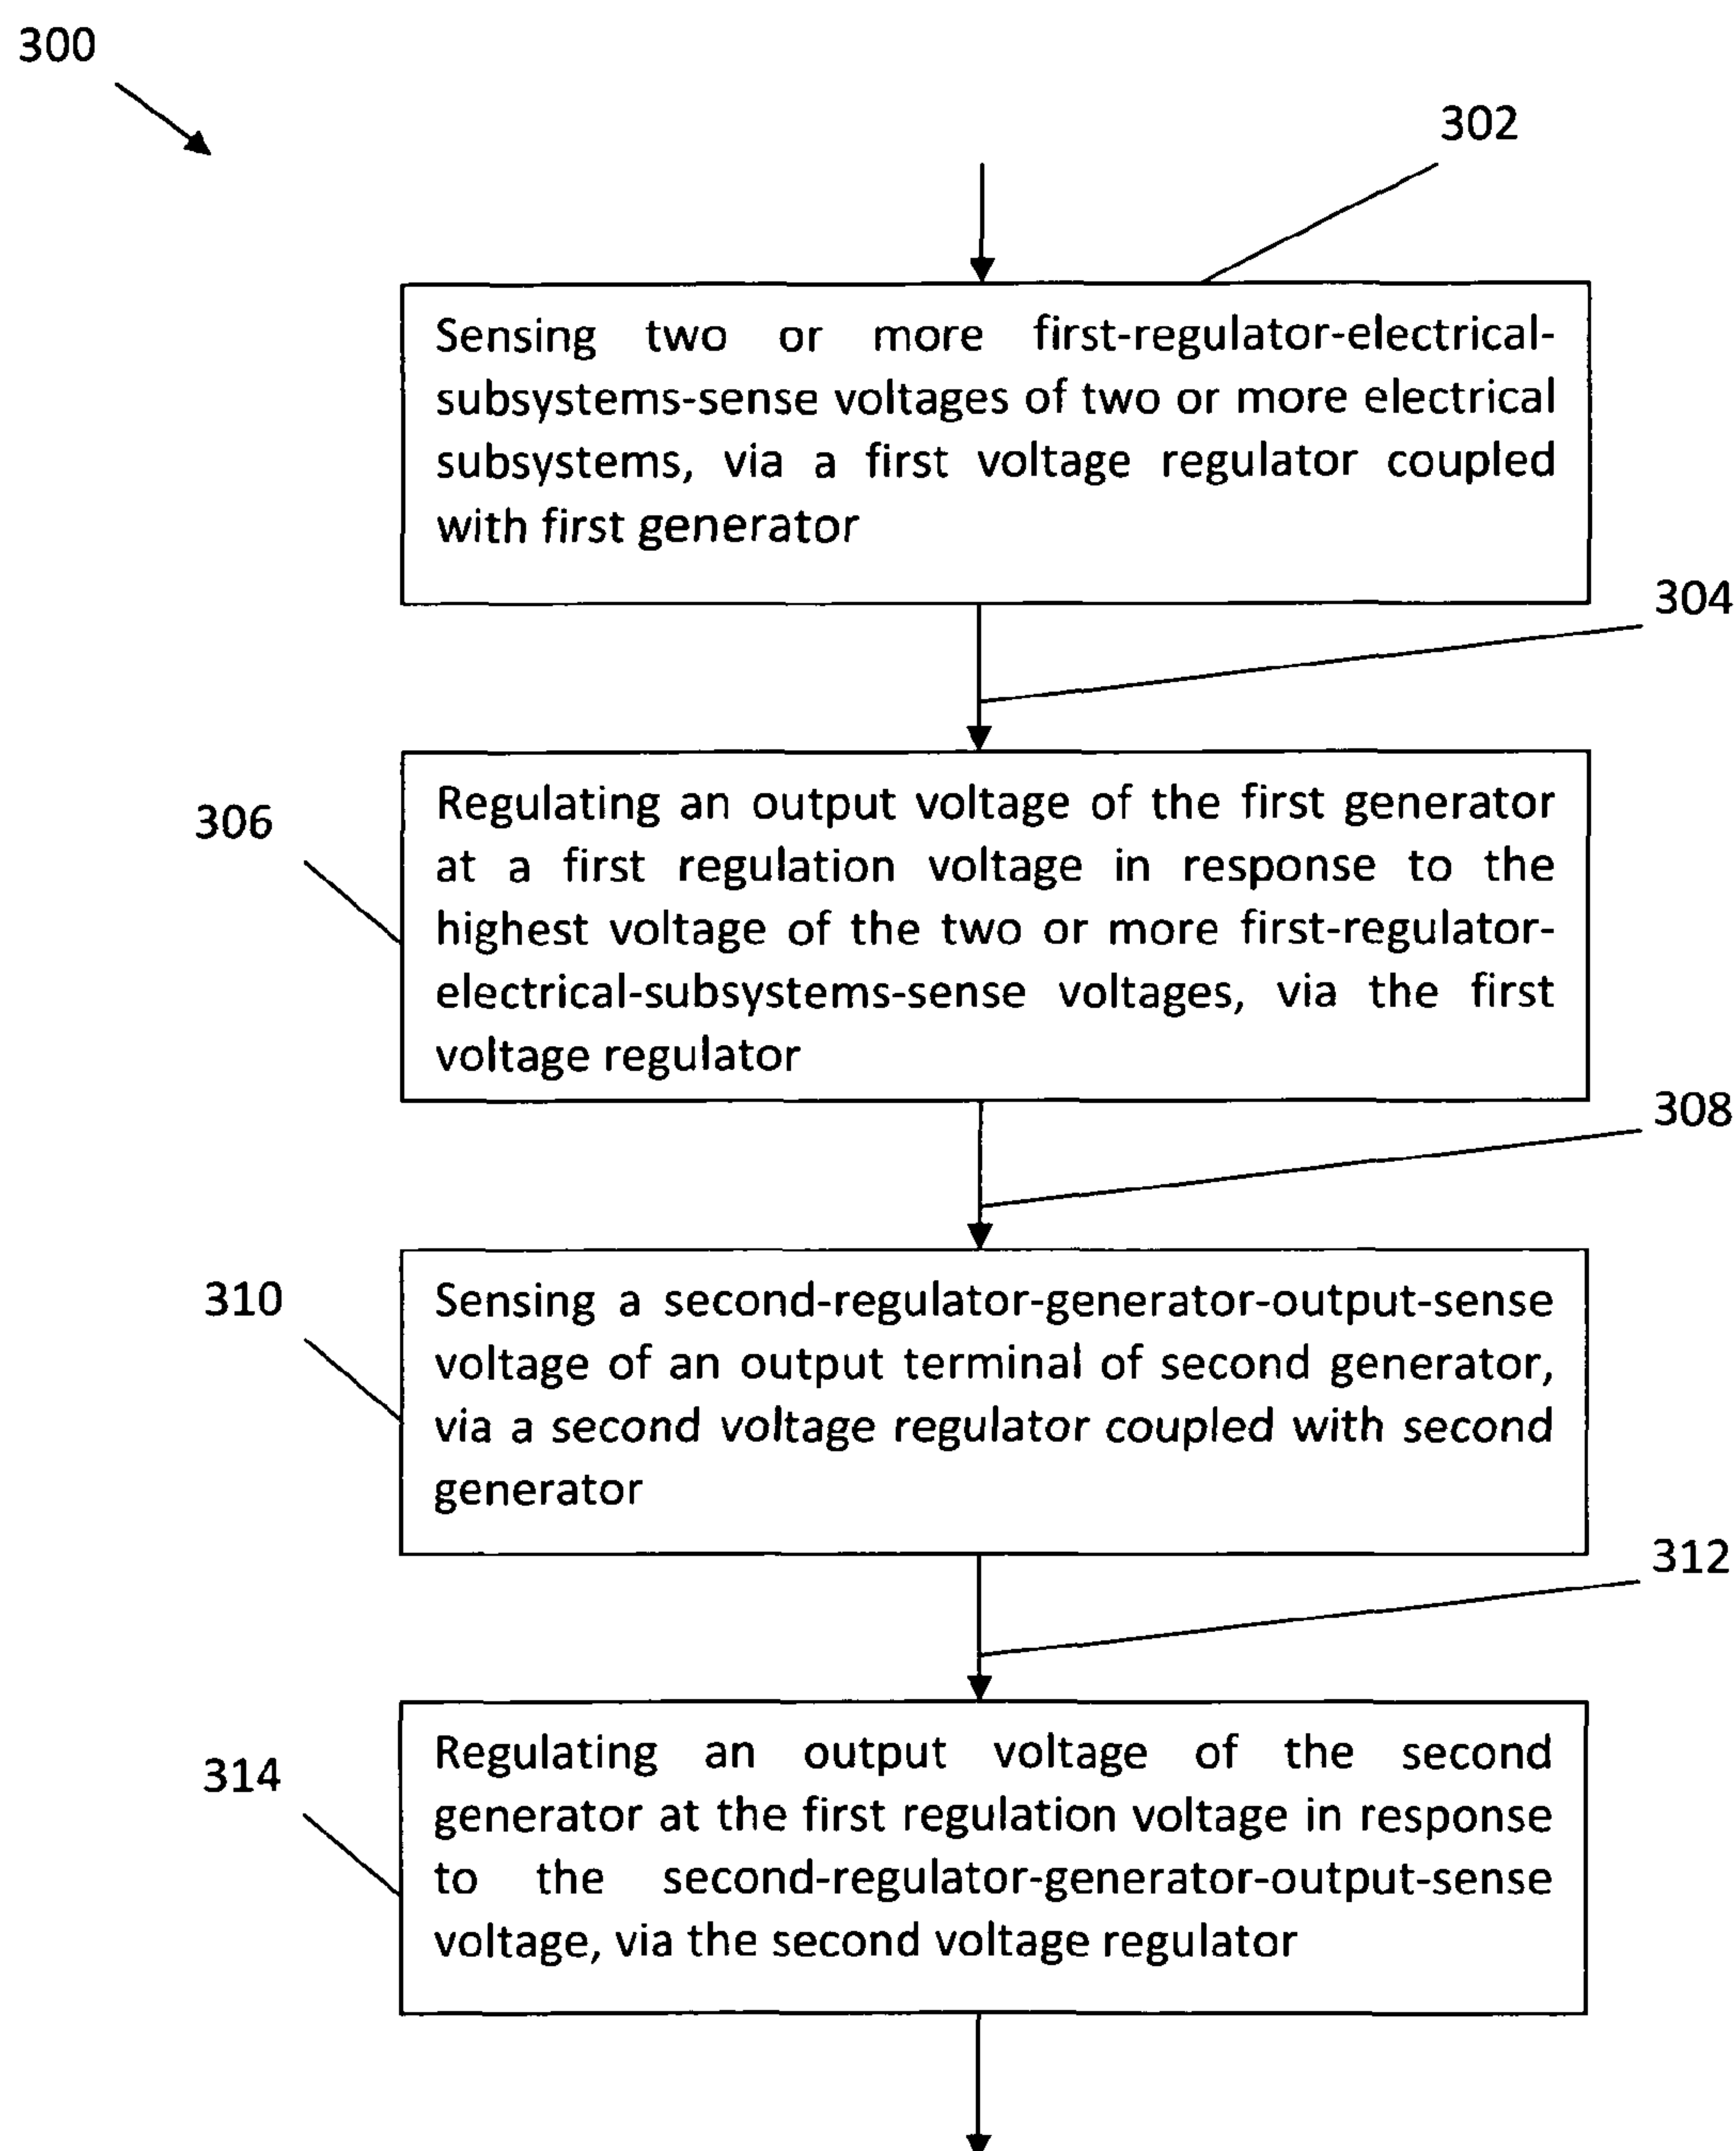 300
302
Sensing two or more first-regulator-electrical-
subsystems-sense voltages of two or more electrical
subsystems, via a first voltage regulator coupled
with first generator
304
306
Regulating an output voltage of the first generator
at a first regulation voltage in response to the
highest voltage of the two or more first-regulator-
electrical-subsystems-sense voltages, via the first
voltage regulator
308
310
Sensing a second-regulator-generator-output-sense
voltage of an output terminal of second generator,
via a second voltage regulator coupled with second
generator
312
314
Regulating an output voltage of the second
generator at the first regulation voltage in response
to the second-regulator-generator-output-sense
voltage, via the second voltage regulator